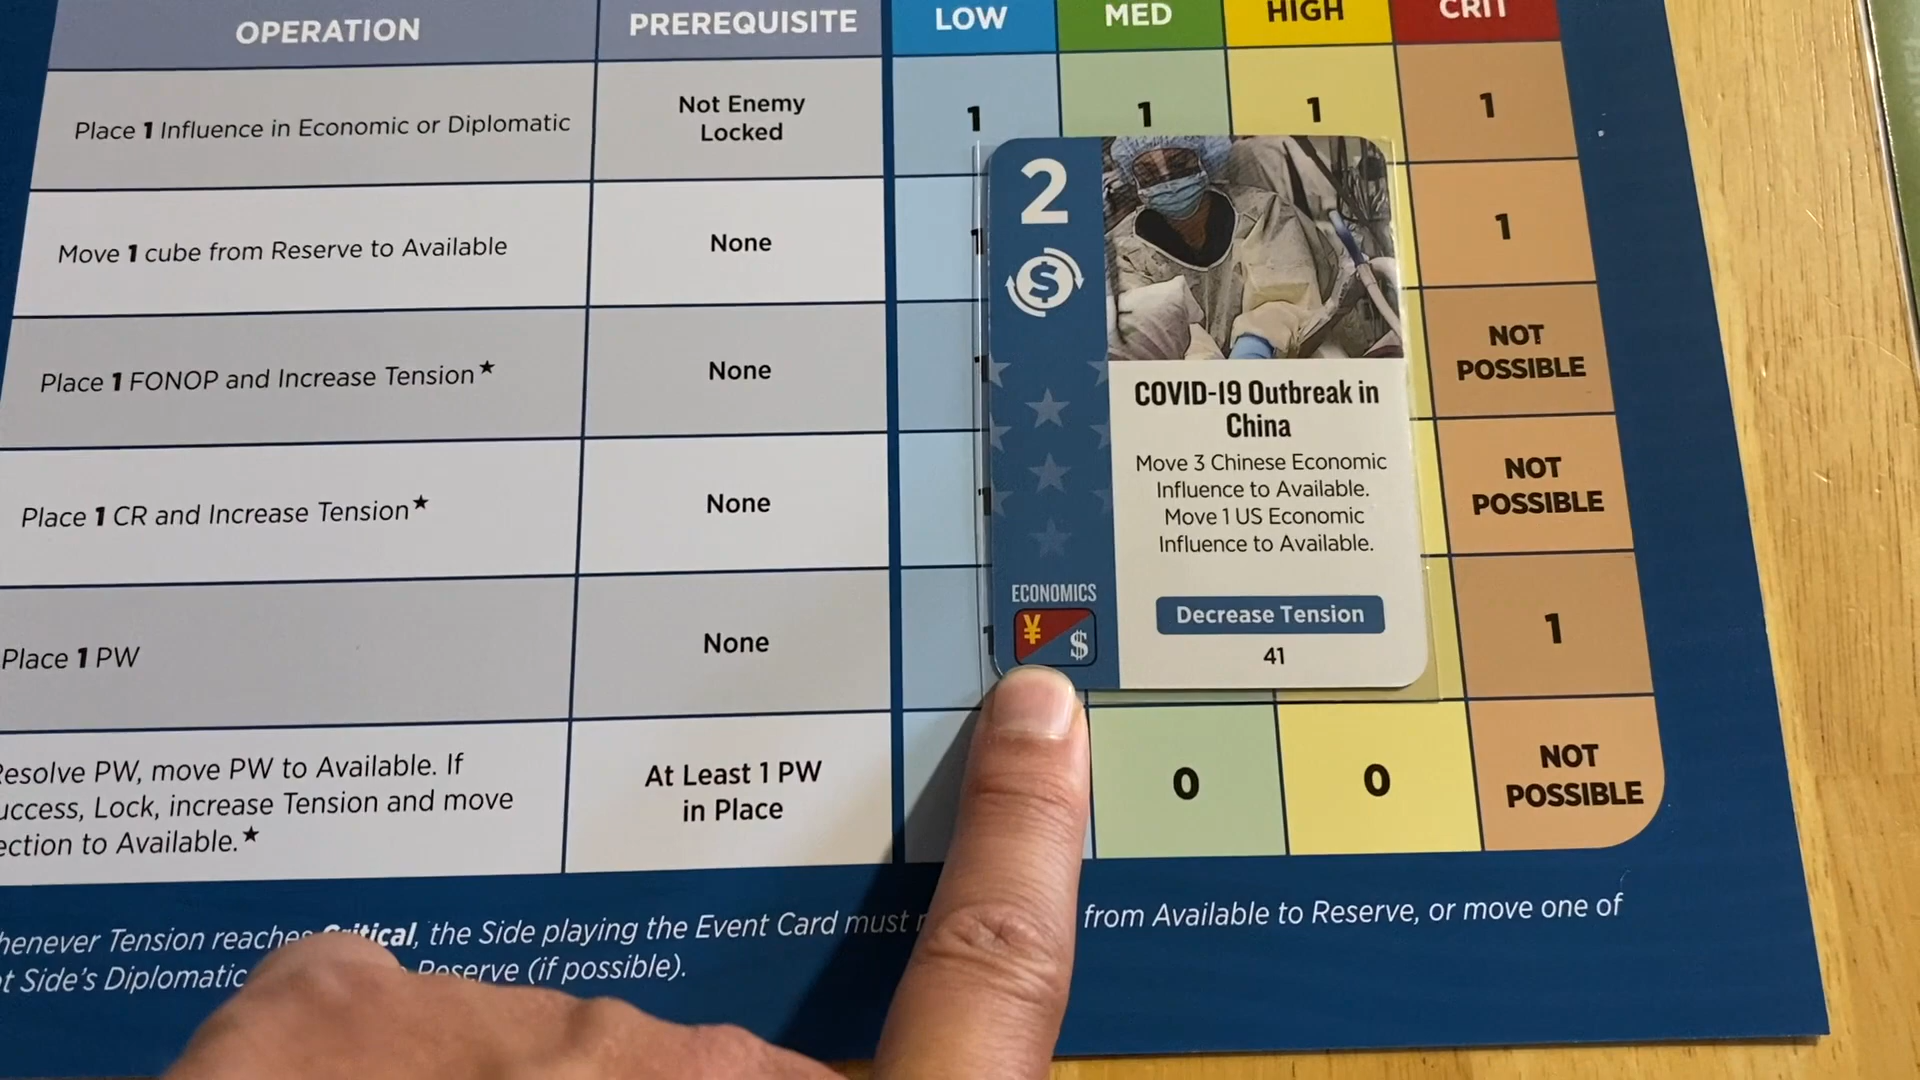 OPERATION PREREQUISITE LOW MED HIGH CRIT
Place 1 Influence in Economic or Diplomatic
Not Enemy
Locked
1 1 1 1
Move 1 cube from Reserve to Available
None
1
Place 1 FONOP and Increase Tension★
None
NOT
POSSIBLE
Place 1 CR and Increase Tension★
None
NOT
POSSIBLE
Place 1 PW
None
1
Resolve PW, move PW to Available. If
Success, Lock, increase Tension and move
to Available.★
At Least 1 PW
in Place
0 0
NOT
POSSIBLE
2
$
COVID-19 Outbreak in
China
Move 3 Chinese Economic
Influence to Available.
Move 1 US Economic
Influence to Available.
ECONOMICS
¥ $
Decrease Tension
41
Whenever Tension reaches Critical, the Side playing the Event Card must from Available to Reserve, or move one of
Side's Diplomatic Reserve (if possible).